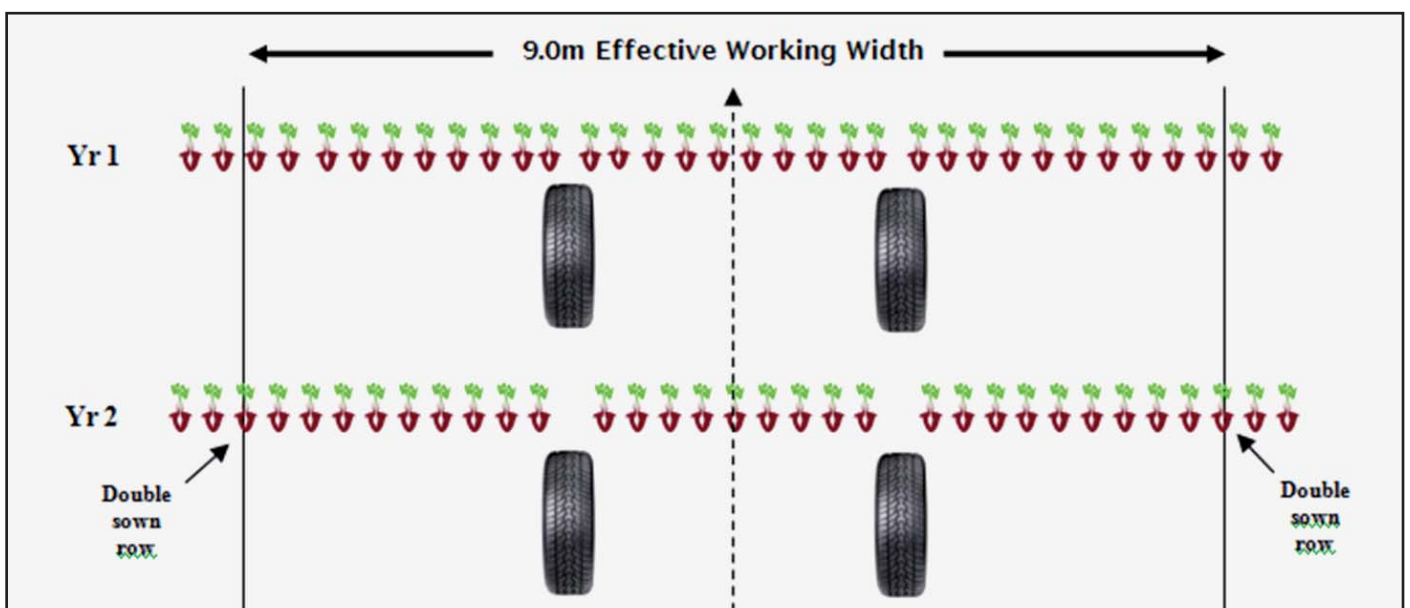 9.0m Effective Working Width
Yr 1
Yr 2
Double
sown
row
Double
sown
row